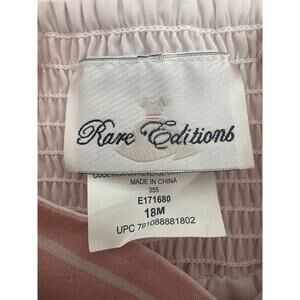 Rare Editions
MADE IN CHINA
355
E171680
18M
UPC 791088881802